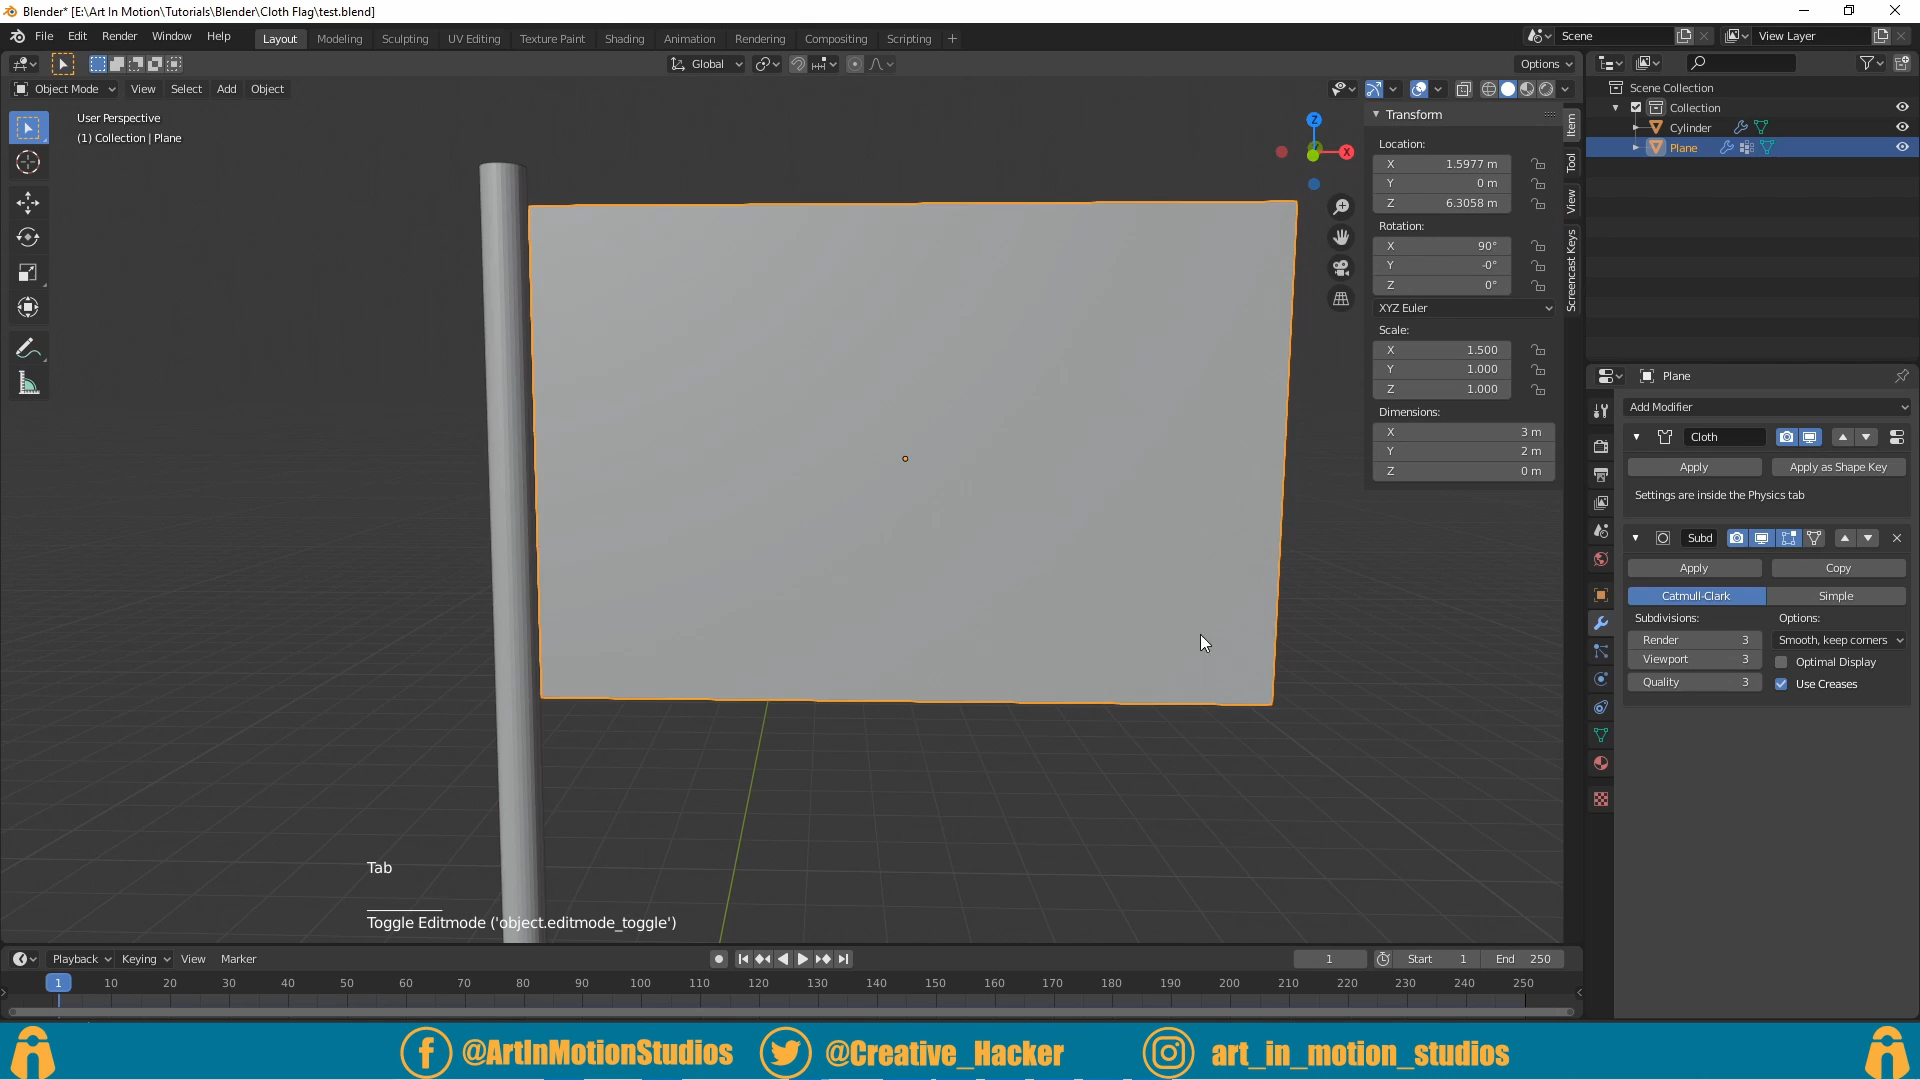 Blender* [E:\Art In Motion\Tutorials\Blender\Cloth Flag\test.blend]
File Edit Render Window Help Layout Modeling Sculpting UV Editing Texture Paint Shading Animation Rendering Compositing Scripting + Scene View Layer
Global Options
Object Mode View Select Add Object
User Perspective
(1) Collection | Plane
Z
X
Transform
Location:
X 1.5977 m
Y 0 m
Z 6.3058 m
Rotation:
X 90°
Y -0°
Z 0°
XYZ Euler
Scale:
X 1.500
Y 1.000
Z 1.000
Dimensions:
X 3 m
Y 2 m
Z 0 m
Item
Tool
View
Screencast Keys
Scene Collection
Collection
Cylinder
Plane
Plane
Add Modifier
Cloth
Apply Apply as Shape Key
Settings are inside the Physics tab
Subd
Apply Copy
Catmull-Clark Simple
Subdivisions: Options:
Render 3 Smooth, keep corners
Viewport 3 Optimal Display
Quality 3 Use Creases
Tab
Toggle Editmode ('object.editmode_toggle')
Playback Keying View Marker 1 Start 1 End 250
1 10 20 30 40 50 60 70 80 90 100 110 120 130 140 150 160 170 180 190 200 210 220 230 240 250
@ArtInMotionStudios @Creative_Hacker art_in_motion_studios